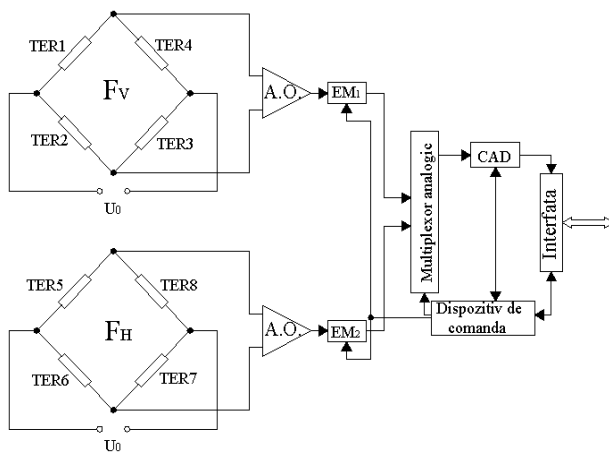 TER1
TER4
FV
TER2
TER3
U0
A.O.
EM1
Multiplexor analogic
CAD
Interfata
Dispozitiv de
comanda
TER5
TER8
FH
TER6
TER7
U0
A.O.
EM2